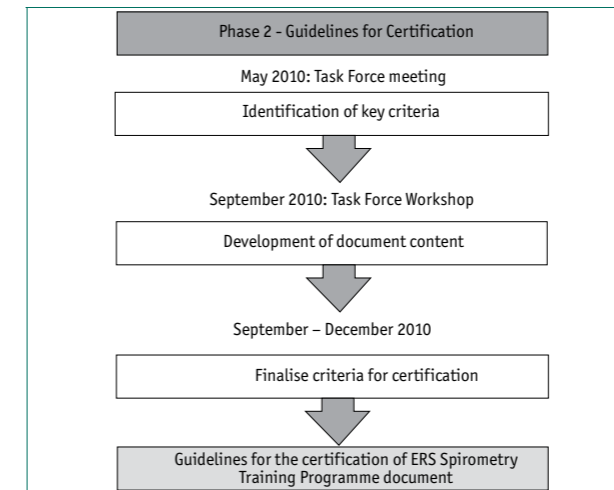 Phase 2 - Guidelines for Certification
May 2010: Task Force meeting
Identification of key criteria
September 2010: Task Force Workshop
Development of document content
September – December 2010
Finalise criteria for certification
Guidelines for the certification of ERS Spirometry
Training Programme document